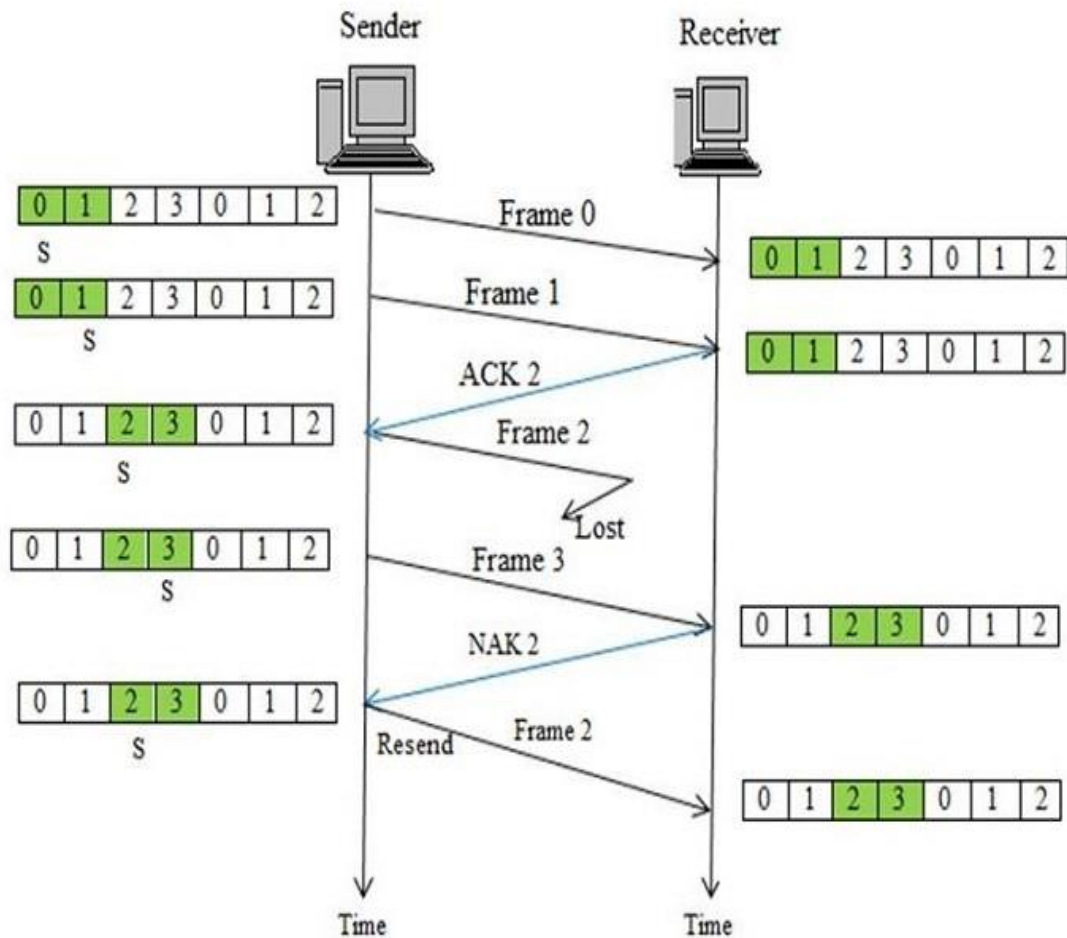 Sender
Receiver
0 1 2 3 0 1 2
S
Frame 0
0 1 2 3 0 1 2
0 1 2 3 0 1 2
S
Frame 1
0 1 2 3 0 1 2
ACK 2
0 1 2 3 0 1 2
S
Frame 2
Lost
0 1 2 3 0 1 2
S
Frame 3
0 1 2 3 0 1 2
NAK 2
0 1 2 3 0 1 2
S
Resend
Frame 2
0 1 2 3 0 1 2
Time
Time